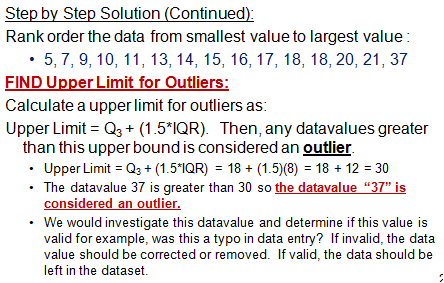 Step by Step Solution (Continued):
Rank order the data from smallest value to largest value :
• 5, 7, 9, 10, 11, 13, 14, 15, 16, 17, 18, 18, 20, 21, 37
FIND Upper Limit for Outliers:
Calculate a upper limit for outliers as:
Upper Limit = Q3 + (1.5*IQR). Then, any datavalues greater
than this upper bound is considered an outlier.
• Upper Limit = Q3 + (1.5*IQR) = 18 + (1.5)(8) = 18 + 12 = 30
• The datavalue 37 is greater than 30 so the datavalue "37" is
considered an outlier.
• We would investigate this datavalue and determine if this value is
valid for example, was this a typo in data entry? If invalid, the data
value should be corrected or removed. If valid, the data should be
left in the dataset.